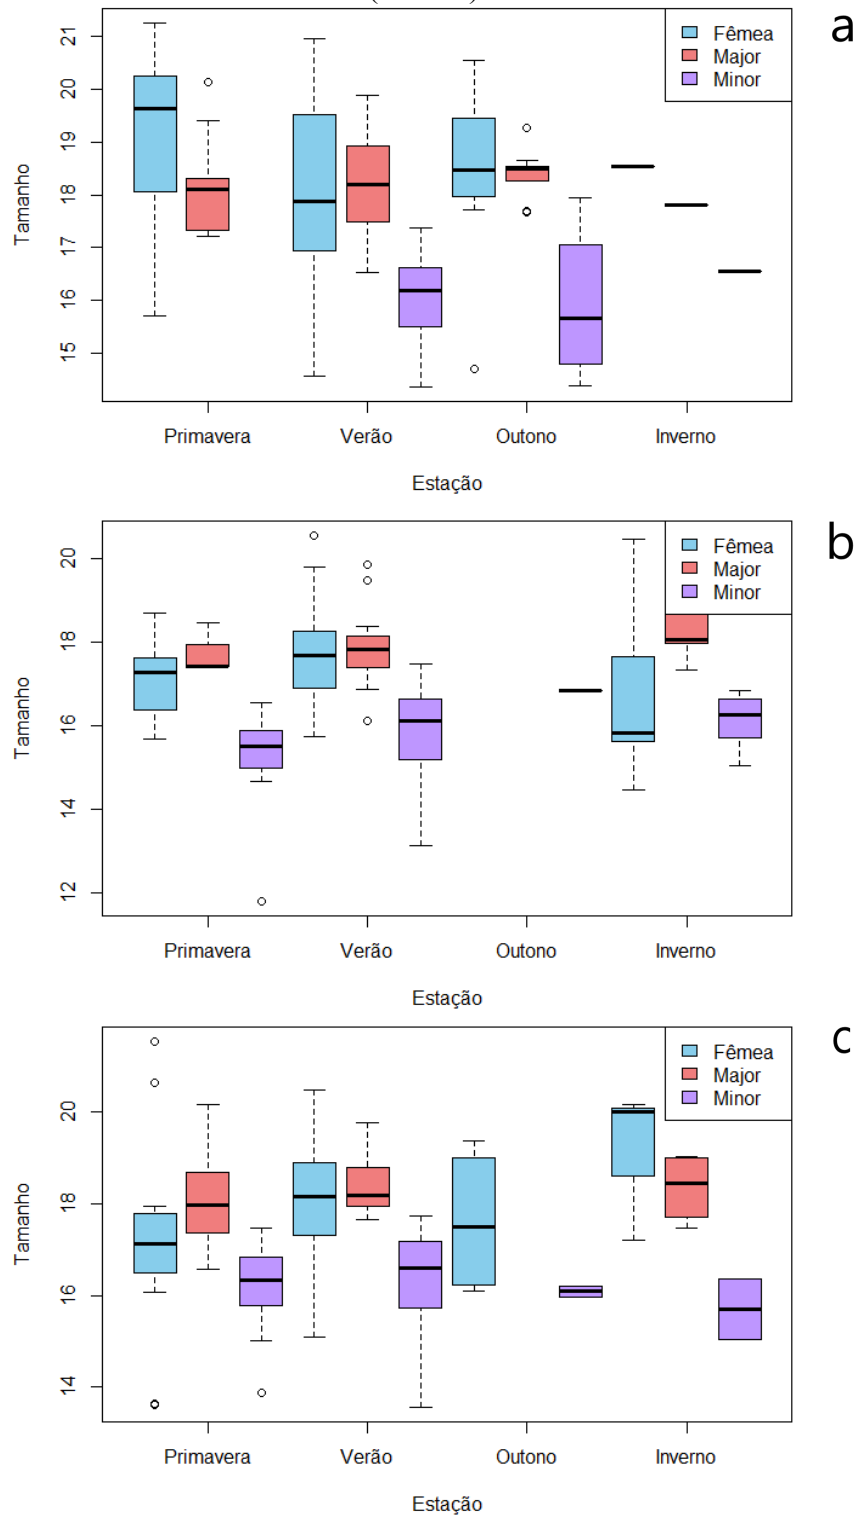 a
Fêmea
Major
Minor
21
20
19
18
17
16
15
Tamanho
Primavera Verão Outono Inverno
Estação
b
Fêmea
Major
Minor
20
18
16
14
12
Tamanho
Primavera Verão Outono Inverno
Estação
c
Fêmea
Major
Minor
20
18
16
14
Tamanho
Primavera Verão Outono Inverno
Estação